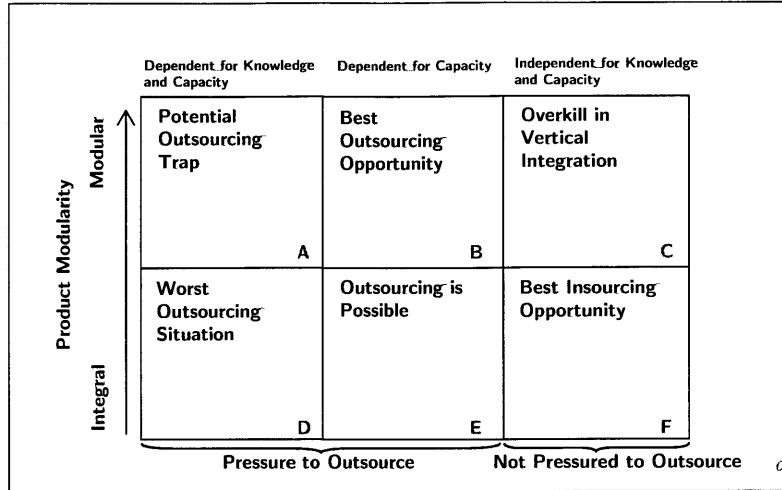 Dependent for Knowledge and Capacity
Dependent for Capacity
Independent for Knowledge and Capacity
Product Modularity
Modular
Integral
Potential
Outsourcing
Trap
A
Best
Outsourcing
Opportunity
B
Overkill in
Vertical
Integration
C
Worst
Outsourcing
Situation
D
Outsourcing is
Possible
E
Best Insourcing
Opportunity
F
Pressure to Outsource
Not Pressured to Outsource